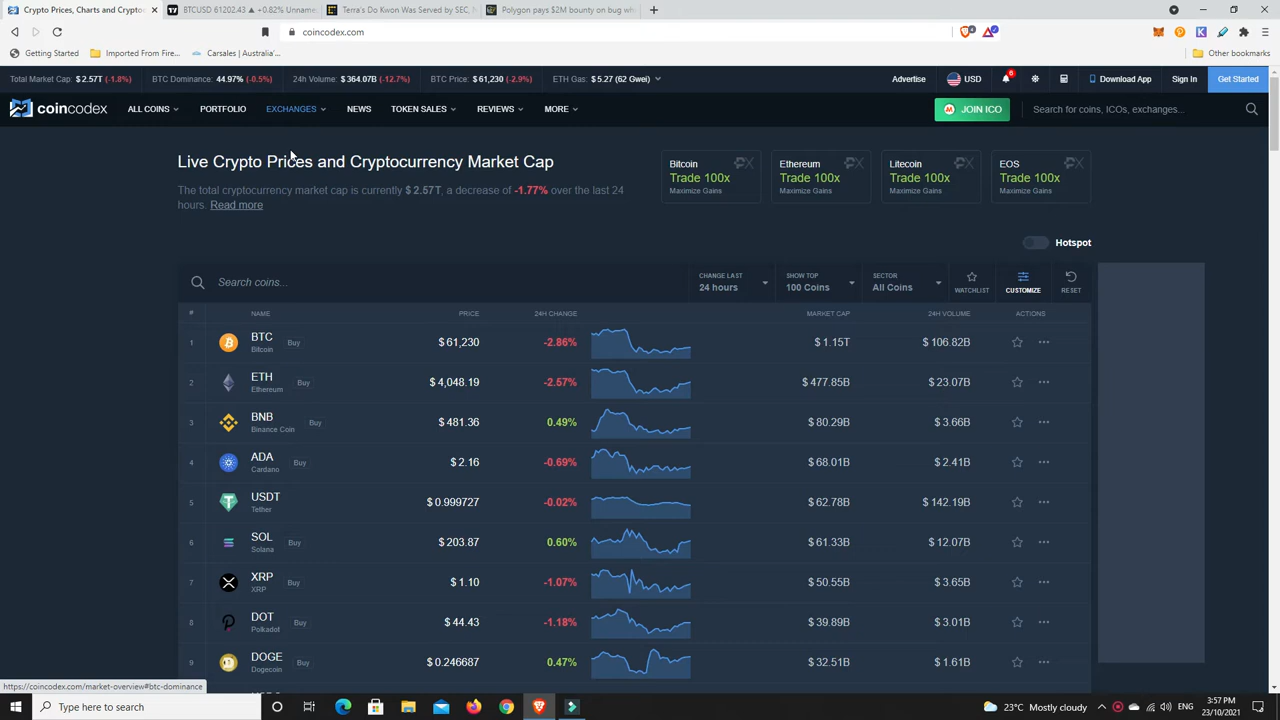 Crypto Prices, Charts and Cryptoc
BTCUSD 61202.43 ▲ +0.82% Unname
Terra's Do Kwon Was Served by SEC,
Polygon pays $2M bounty on bug wh
coincodex.com
Getting Started
Imported From Fire...
Carsales | Australia'...
Other bookmarks
Total Market Cap: $ 2.57T (-1.8%)
BTC Dominance: 44.97% (-0.5%)
24h Volume: $ 364.07B (-12.7%)
BTC Price: $ 61,230 (-2.9%)
ETH Gas: $ 5.27 (62 Gwei)
Advertise
USD
6
Download App
Sign In
Get Started
coincodex
ALL COINS
PORTFOLIO
EXCHANGES
NEWS
TOKEN SALES
REVIEWS
MORE
JOIN ICO
Search for coins, ICOs, exchanges...
Live Crypto Prices and Cryptocurrency Market Cap
The total cryptocurrency market cap is currently $ 2.57T, a decrease of -1.77% over the last 24
hours. Read more
Bitcoin
Trade 100x
Maximize Gains
Ethereum
Trade 100x
Maximize Gains
Litecoin
Trade 100x
Maximize Gains
EOS
Trade 100x
Maximize Gains
Hotspot
Search coins...
CHANGE LAST
24 hours
SHOW TOP
100 Coins
SECTOR
All Coins
WATCHLIST
CUSTOMIZE
RESET
# NAME PRICE 24H CHANGE MARKET CAP 24H VOLUME ACTIONS
1 BTC Bitcoin Buy $ 61,230 -2.86% $ 1.15T $ 106.82B
2 ETH Ethereum Buy $ 4,048.19 -2.57% $ 477.85B $ 23.07B
3 BNB Binance Coin Buy $ 481.36 0.49% $ 80.29B $ 3.66B
4 ADA Cardano Buy $ 2.16 -0.69% $ 68.01B $ 2.41B
5 USDT Tether $ 0.999727 -0.02% $ 62.78B $ 142.19B
6 SOL Solana Buy $ 203.87 0.60% $ 61.33B $ 12.07B
7 XRP XRP Buy $ 1.10 -1.07% $ 50.55B $ 3.65B
8 DOT Polkadot Buy $ 44.43 -1.18% $ 39.89B $ 3.01B
9 DOGE Dogecoin Buy $ 0.246687 0.47% $ 32.51B $ 1.61B
https://coincodex.com/market-overview#btc-dominance
Type here to search
23°C Mostly cloudy
ENG
3:57 PM
23/10/2021